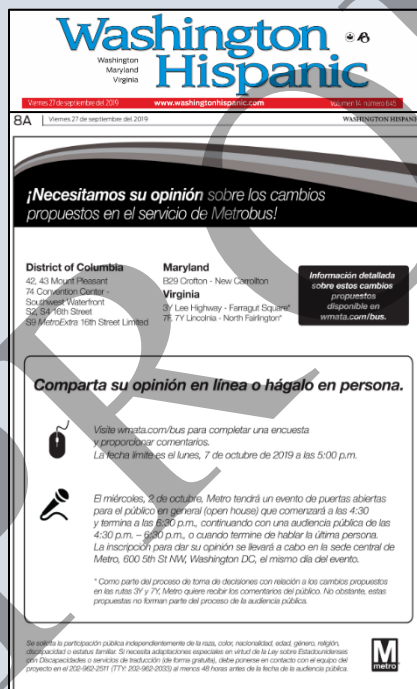 Washington
Hispanic
Washington
Maryland
Virginia
Viernes 27 de septiembre del 2019 www.washingtonhispanic.com Volumen 14 número 645
8A Viernes 27 de septiembre del 2019 WASHINGTON HISPANIC
¡Necesitamos su opinión sobre los cambios
propuestos en el servicio de Metrobus!
District of Columbia
42, 43 Mount Pleasant
74 Convention Center -
Southwest Waterfront
S2, S4 16th Street
S9 MetroExtra 16th Street Limited
Maryland
B29 Crofton - New Carrollton
Virginia
3Y Lee Highway - Farragut Square*
7F, 7Y Lincolnia - North Fairlington*
Información detallada
sobre estos cambios
propuestos
disponible en
wmata.com/bus.
Comparta su opinión en línea o hágalo en persona.
Visite wmata.com/bus para completar una encuesta
y proporcionar comentarios.
La fecha límite es el lunes, 7 de octubre de 2019 a las 5:00 p.m.
El miércoles, 2 de octubre, Metro tendrá un evento de puertas abiertas
para el público en general (open house) que comenzará a las 4:30
y termina a las 6:30 p.m., continuando con una audiencia pública de las
4:30 p.m. – 6:30 p.m., o cuando termine de hablar la última persona.
La inscripción para dar su opinión se llevará a cabo en la sede central de
Metro, 600 5th St NW, Washington DC, el mismo día del evento.
* Como parte del proceso de toma de decisiones con relación a los cambios propuestos
en las rutas 3Y y 7Y, Metro quiere recibir los comentarios del público. No obstante, estas
propuestas no forman parte del proceso de la audiencia pública.
Se solicita la participación pública independientemente de la raza, color, nacionalidad, edad, género, religión,
discapacidad o estatus familiar. Si necesita adaptaciones especiales en virtud de la Ley sobre Estadounidenses
con Discapacidades o servicios de traducción (de forma gratuita), debe ponerse en contacto con el equipo del
proyecto en el 202-962-2511 (TTY: 202-962-2033) al menos 48 horas antes de la fecha de la audiencia pública.
M
metro